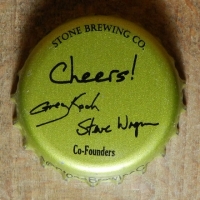 STONE BREWING CO.
Cheers!
Greg Koch
Steve Wagner
Co-Founders